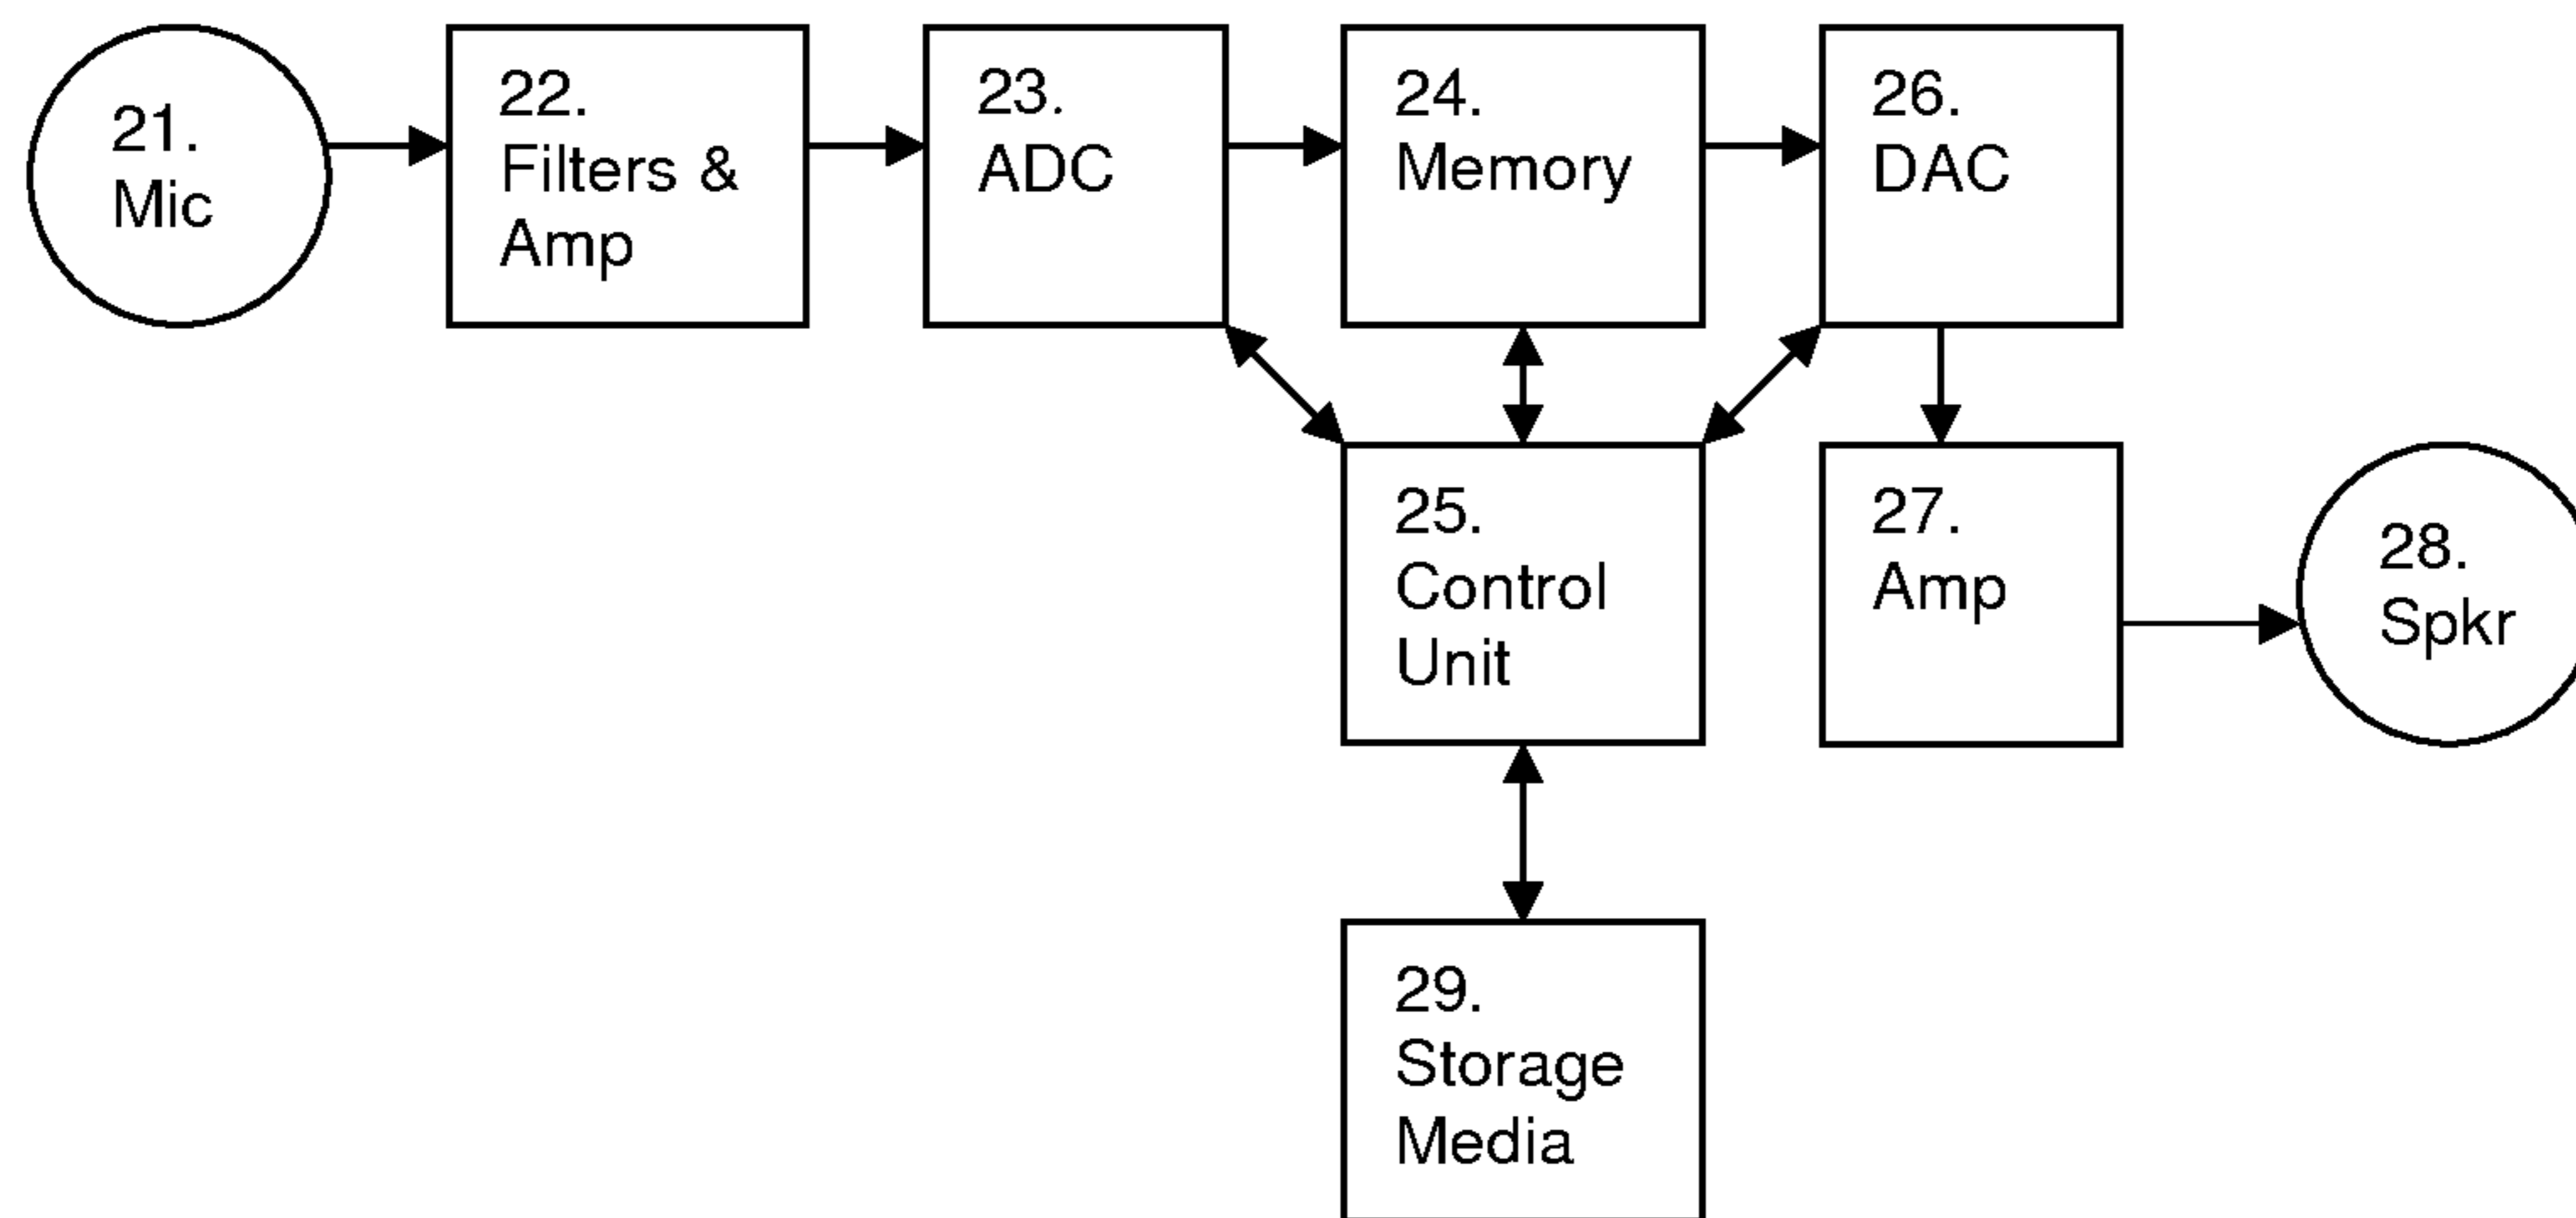 21.
Mic
22.
Filters &
Amp
23.
ADC
24.
Memory
26.
DAC
25.
Control
Unit
27.
Amp
28.
Spkr
29.
Storage
Media